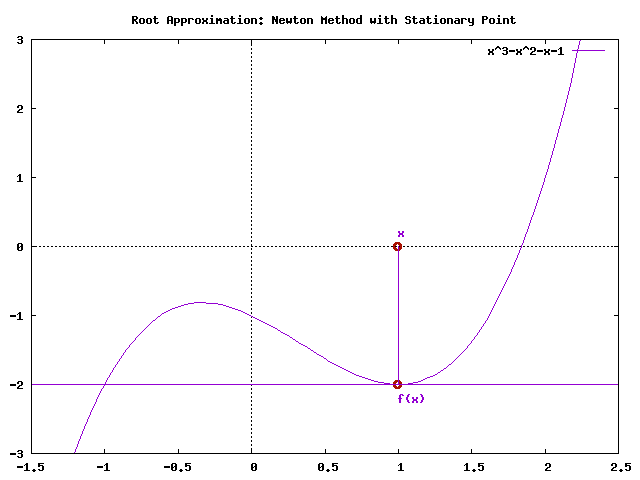 Root Approximation: Newton Method with Stationary Point
3
x^3-x^2-x-1
2
1
x
0
-1
-2
f(x)
-3
-1.5 -1 -0.5 0 0.5 1 1.5 2 2.5